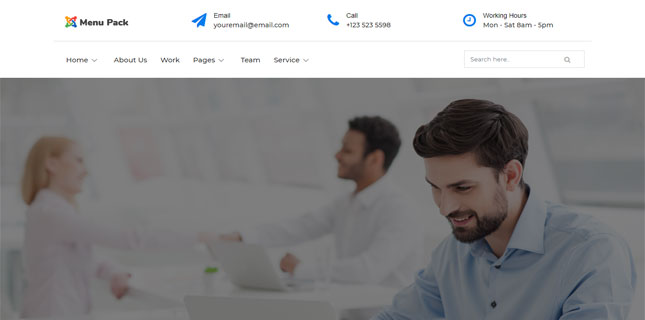 Menu Pack
Email
youremail@email.com
Call
+123 523 5598
Working Hours
Mon - Sat 8am - 5pm
Home About Us Work Pages Team Service
Search here..